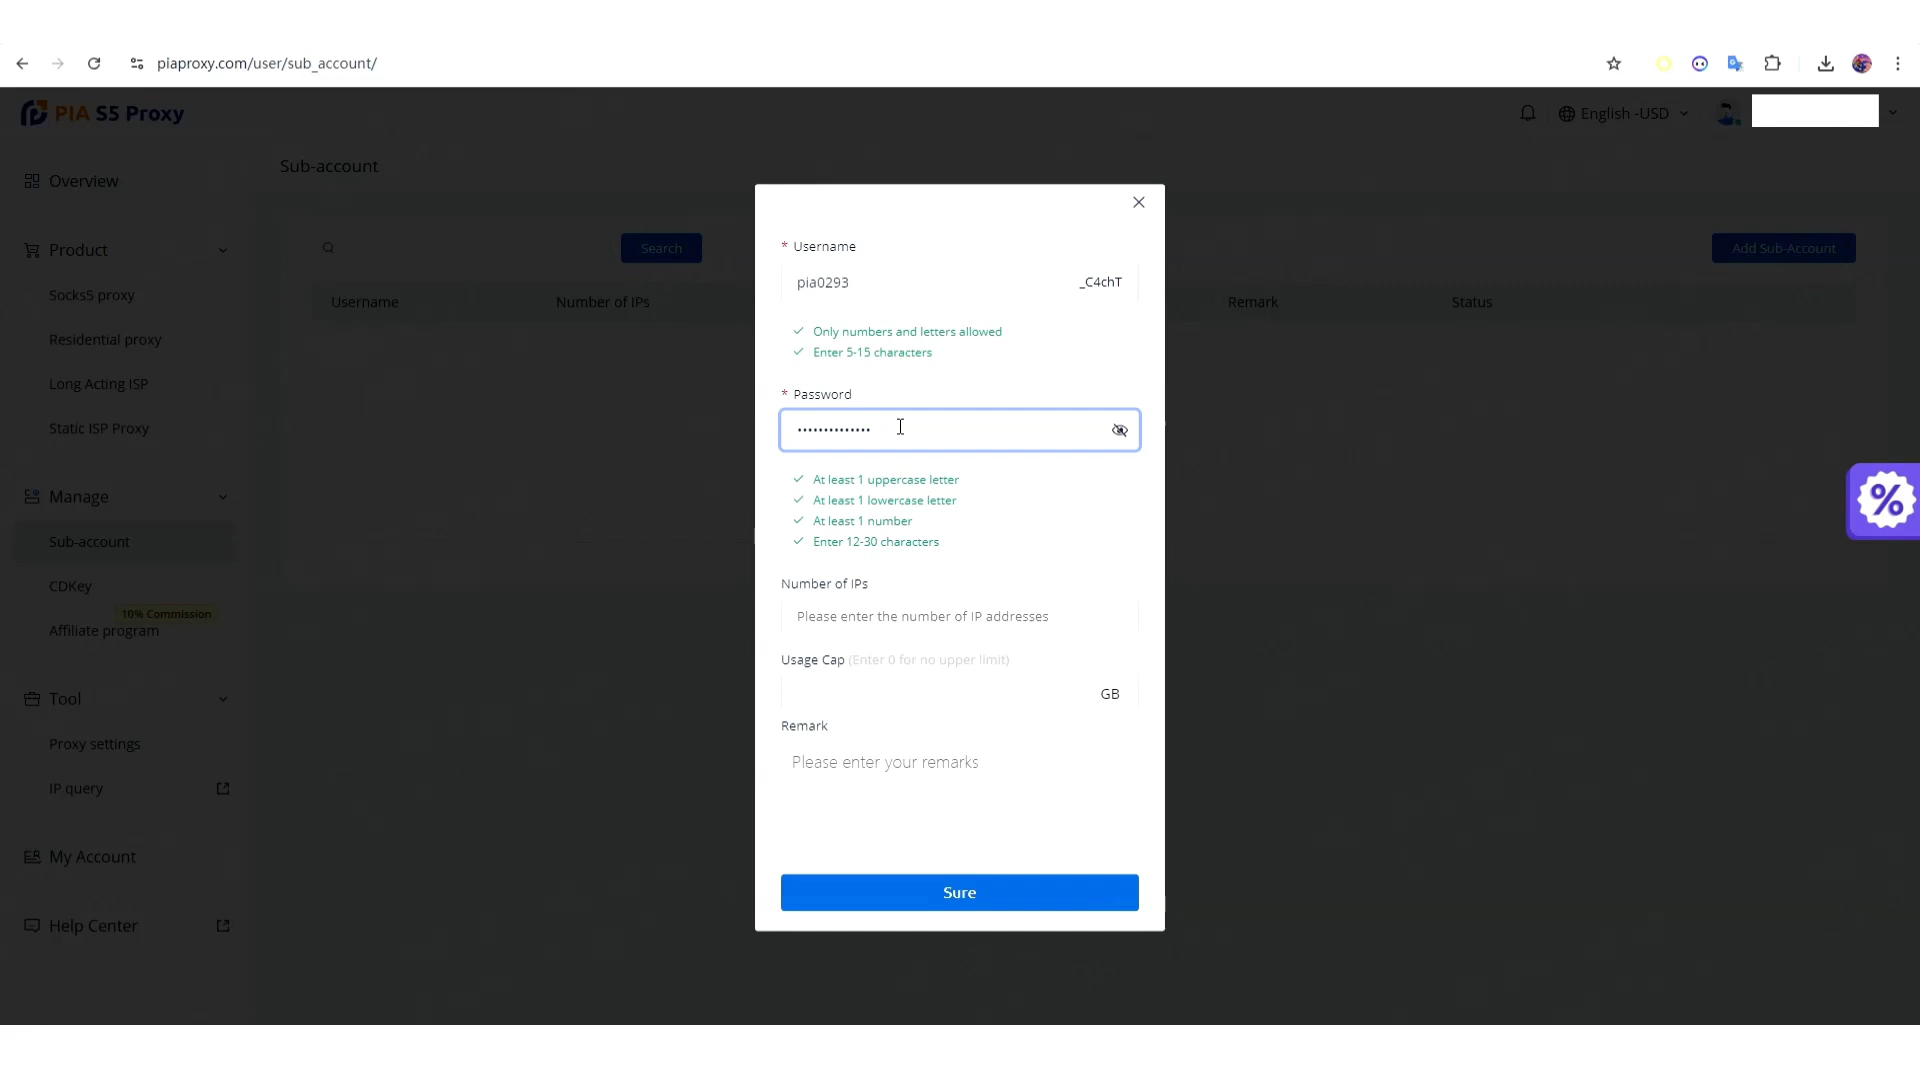 piaproxy.com/user/sub_account/
PIA S5 Proxy
English -USD
Sub-account
Overview
Product
Socks5 proxy
Residential proxy
Long Acting ISP
Static ISP Proxy
Manage
Sub-account
CDKey
10% Commission
Affiliate program
Tool
Proxy settings
IP query
My Account
Help Center
Search
Add Sub-Account
Username
Number of IPs
Remark
Status
* Username
pia0293
_C4chT
Only numbers and letters allowed
Enter 5-15 characters
* Password
••••••••••••••
At least 1 uppercase letter
At least 1 lowercase letter
At least 1 number
Enter 12-30 characters
Number of IPs
Please enter the number of IP addresses
Usage Cap (Enter 0 for no upper limit)
GB
Remark
Please enter your remarks
Sure
%